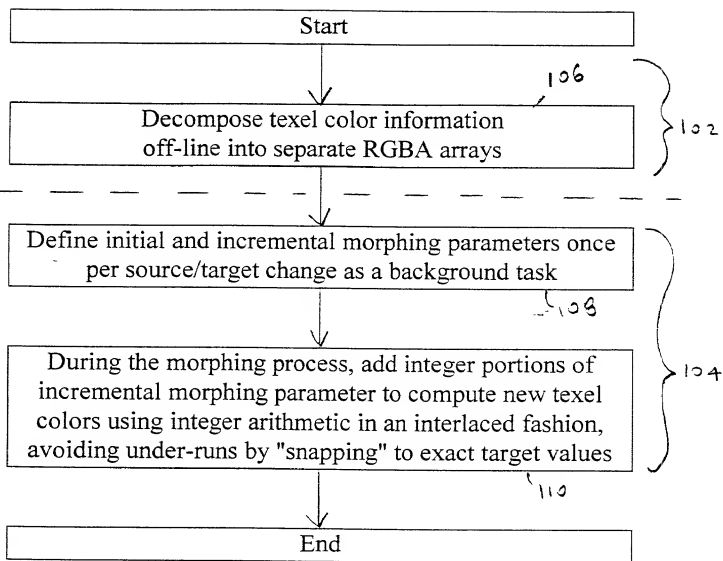 Start
106
Decompose texel color information
off-line into separate RGBA arrays
102
Define initial and incremental morphing parameters once
per source/target change as a background task
108
During the morphing process, add integer portions of
incremental morphing parameter to compute new texel
colors using integer arithmetic in an interlaced fashion,
avoiding under-runs by "snapping" to exact target values
104
110
End